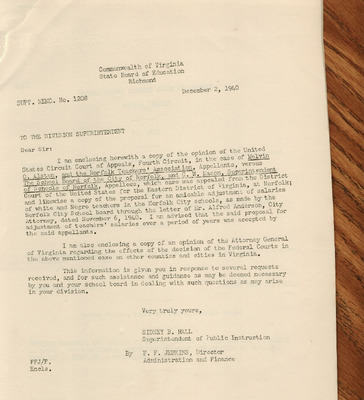 Commonwealth of Virginia
State Board of Education
Richmond
December 2, 1940
SUPT. MEMO. No. 1208
TO THE DIVISION SUPERINTENDENT
Dear Sir:
I am enclosing herewith a copy of the opinion of the United
States Circuit Court of Appeals, Fourth Circuit, in the case of Melvin
O. Alston, and the Norfolk Teachers' Association, Appellants, versus
The School Board of the City of Norfolk, and C. W. Mason, Superintendent
of Schools of Norfolk, Appellees, which case was appealed from the District
Court of the United States for the Eastern District of Virginia, at Norfolk;
and likewise a copy of the proposal for an amicable adjustment of salaries
of white and Negro teachers in the Norfolk City schools, as made by the
Norfolk City School Board through the letter of Mr. Alfred Anderson, City
Attorney, dated November 6, 1940. I am advised that the said proposal for
adjustment of teachers' salaries over a period of years was accepted by
the said appellants.
I am also enclosing a copy of an opinion of the Attorney General
of Virginia regarding the effects of the decision of the Federal Courts in
the above mentioned case on other counties and cities in Virginia.
This information is given you in response to several requests
received, and for such assistance and guidance as may be deemed necessary
by you and your school board in dealing with such questions as may arise
in your division.
Very truly yours,
SIDNEY B. HALL
Superintendent of Public Instruction
By F. F. JENKINS, Director
Administration and Finance
FFJ/F.
Encls.